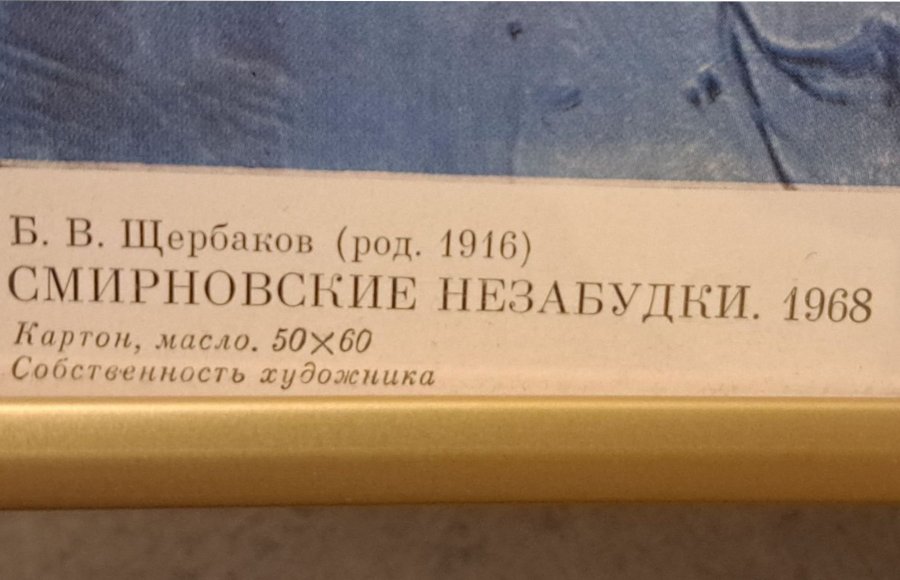 Б. В. Щербаков (род. 1916)
СМИРНОВСКИЕ НЕЗАБУДКИ. 1968
Картон, масло. 50×60
Собственность художника